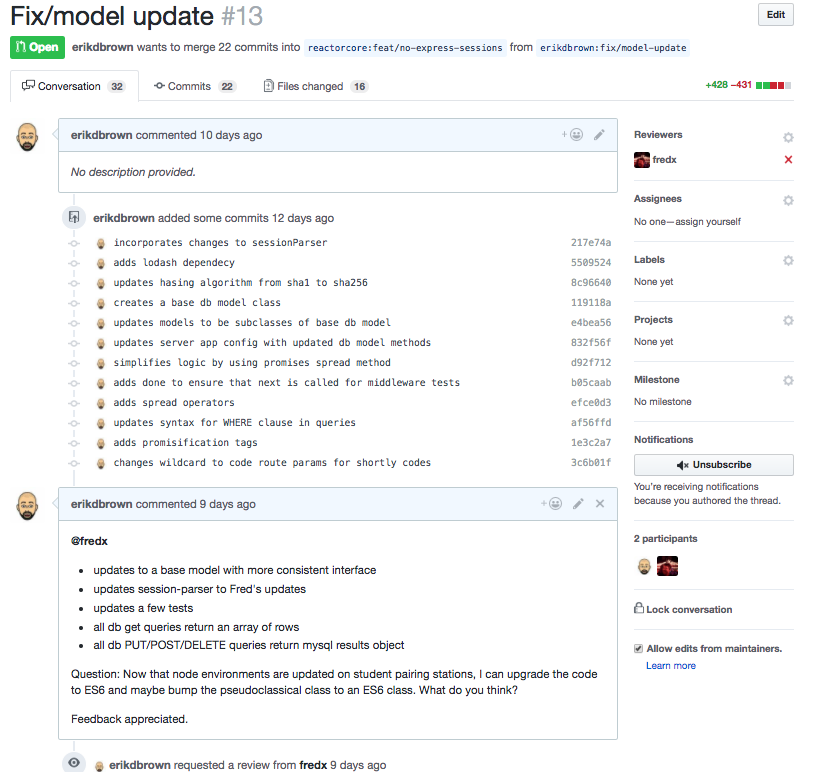 Fix/model update #13
Edit
Open
erikdbrown wants to merge 22 commits into reactorcore:feat/no-express-sessions from erikdbrown:fix/model-update
Conversation 32
Commits 22
Files changed 16
+428 −431
erikdbrown commented 10 days ago
No description provided.
erikdbrown added some commits 12 days ago
incorporates changes to sessionParser 217e74a
adds lodash dependecy 5509524
updates hasing algorithm from sha1 to sha256 8c96640
creates a base db model class 119118a
updates models to be subclasses of base db model e4bea56
updates server app config with updated db model methods 832f56f
simplifies logic by using promises spread method d92f712
adds done to ensure that next is called for middleware tests b05caab
adds spread operators efce0d3
updates syntax for WHERE clause in queries af56ffd
adds promisification tags 1e3c2a7
changes wildcard to code route params for shortly codes 3c6b01f
erikdbrown commented 9 days ago
@fredx
updates to a base model with more consistent interface
updates session-parser to Fred's updates
updates a few tests
all db get queries return an array of rows
all db PUT/POST/DELETE queries return mysql results object
Question: Now that node environments are updated on student pairing stations, I can upgrade the code
to ES6 and maybe bump the pseudoclassical class to an ES6 class. What do you think?
Feedback appreciated.
erikdbrown requested a review from fredx 9 days ago
Reviewers
fredx
Assignees
No one—assign yourself
Labels
None yet
Projects
None yet
Milestone
No milestone
Notifications
Unsubscribe
You're receiving notifications
because you authored the thread.
2 participants
Lock conversation
Allow edits from maintainers.
Learn more